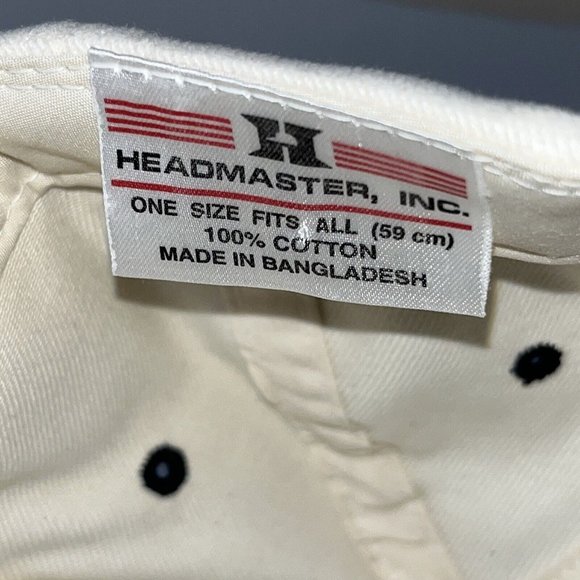 H
HEADMASTER, INC.
ONE SIZE FITS ALL (59 cm)
100% COTTON
MADE IN BANGLADESH